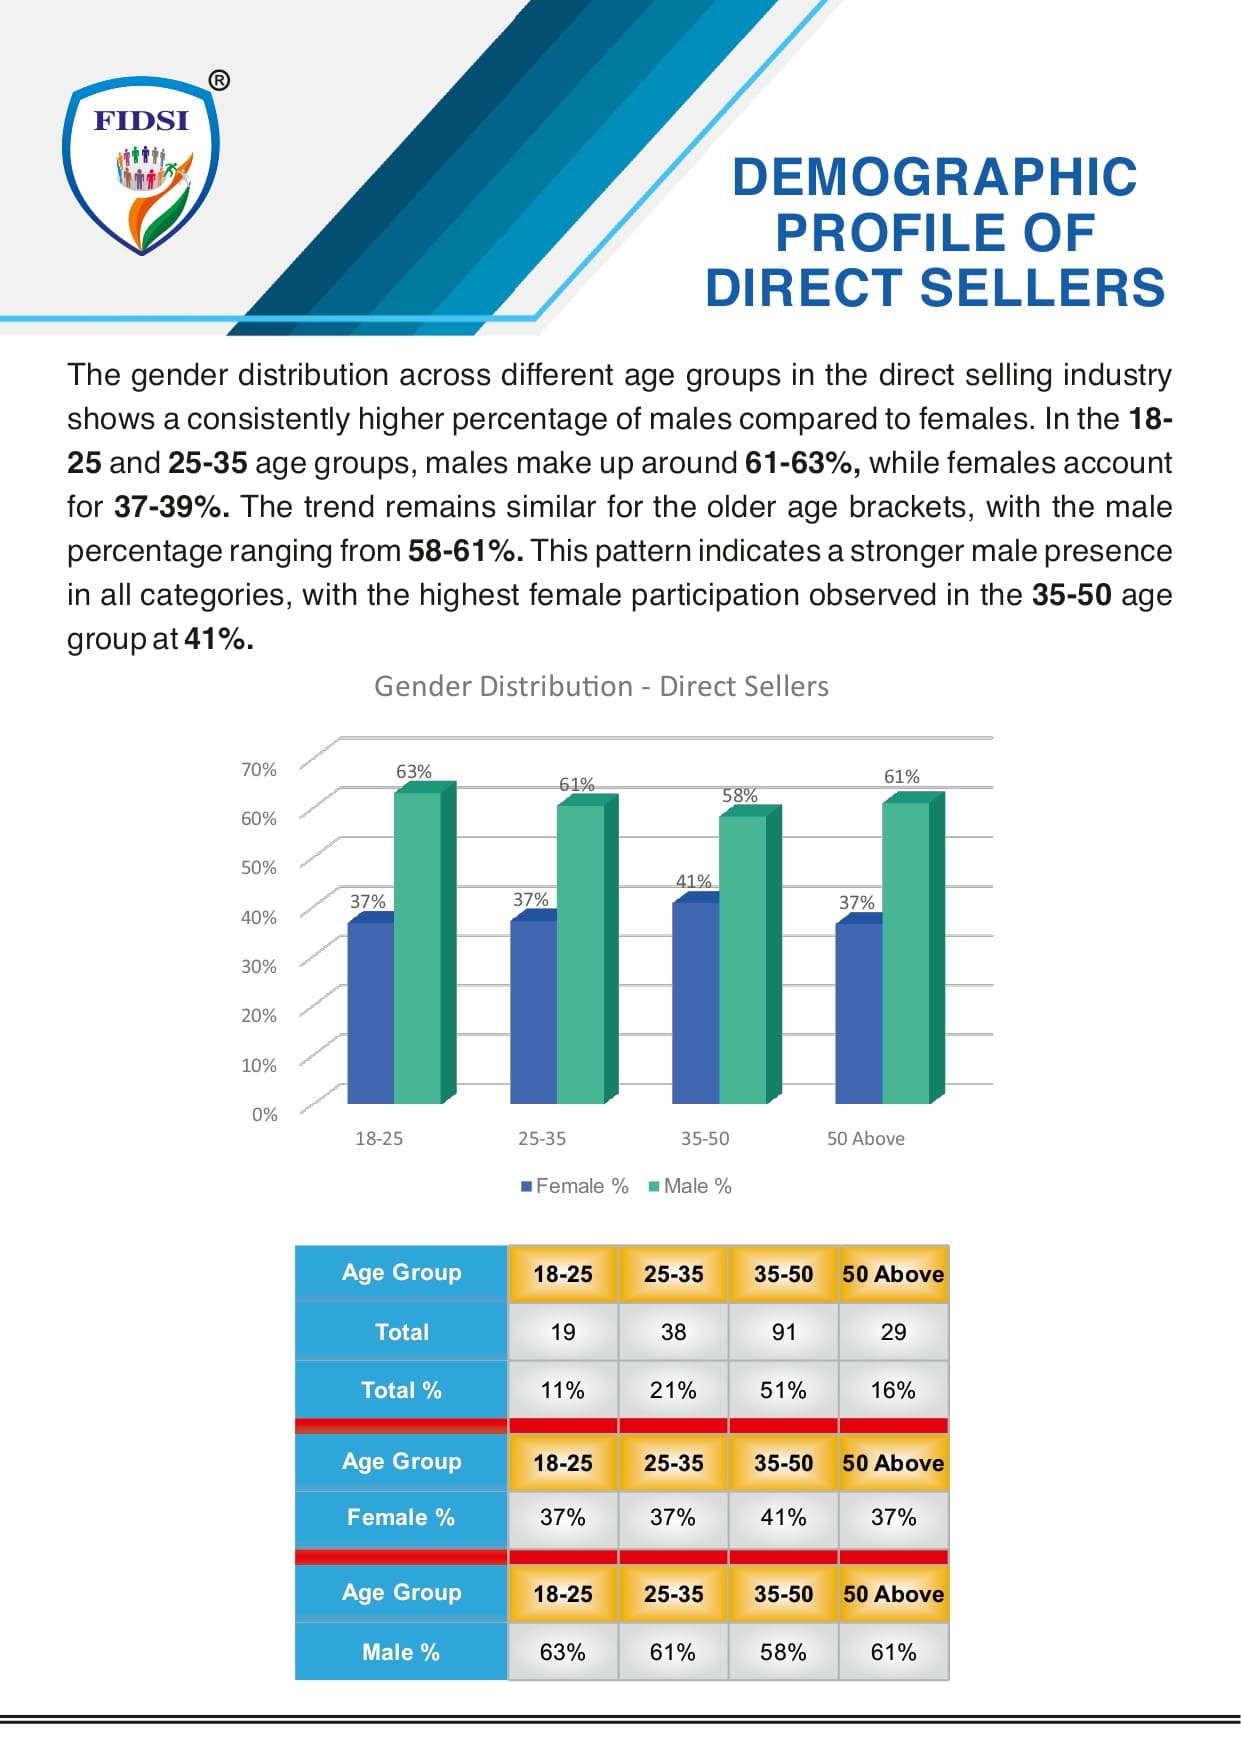 FIDSI
®
DEMOGRAPHIC
PROFILE OF
DIRECT SELLERS
The gender distribution across different age groups in the direct selling industry
shows a consistently higher percentage of males compared to females. In the 18-
25 and 25-35 age groups, males make up around 61-63%, while females account
for 37-39%. The trend remains similar for the older age brackets, with the male
percentage ranging from 58-61%. This pattern indicates a stronger male presence
in all categories, with the highest female participation observed in the 35-50 age
group at 41%.
Gender Distribution - Direct Sellers
70%
60%
50%
40%
30%
20%
10%
0%
37% 63%
37% 61%
41% 58%
37% 61%
18-25 25-35 35-50 50 Above
Female % Male %
Age Group 18-25 25-35 35-50 50 Above
Total 19 38 91 29
Total % 11% 21% 51% 16%
Age Group 18-25 25-35 35-50 50 Above
Female % 37% 37% 41% 37%
Age Group 18-25 25-35 35-50 50 Above
Male % 63% 61% 58% 61%